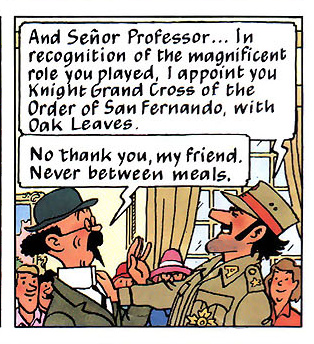 And Señor Professor... In
recognition of the magnificent
role you played, I appoint you
Knight Grand Cross of the
Order of San Fernando, with
Oak Leaves.
No thank you, my friend.
Never between meals.